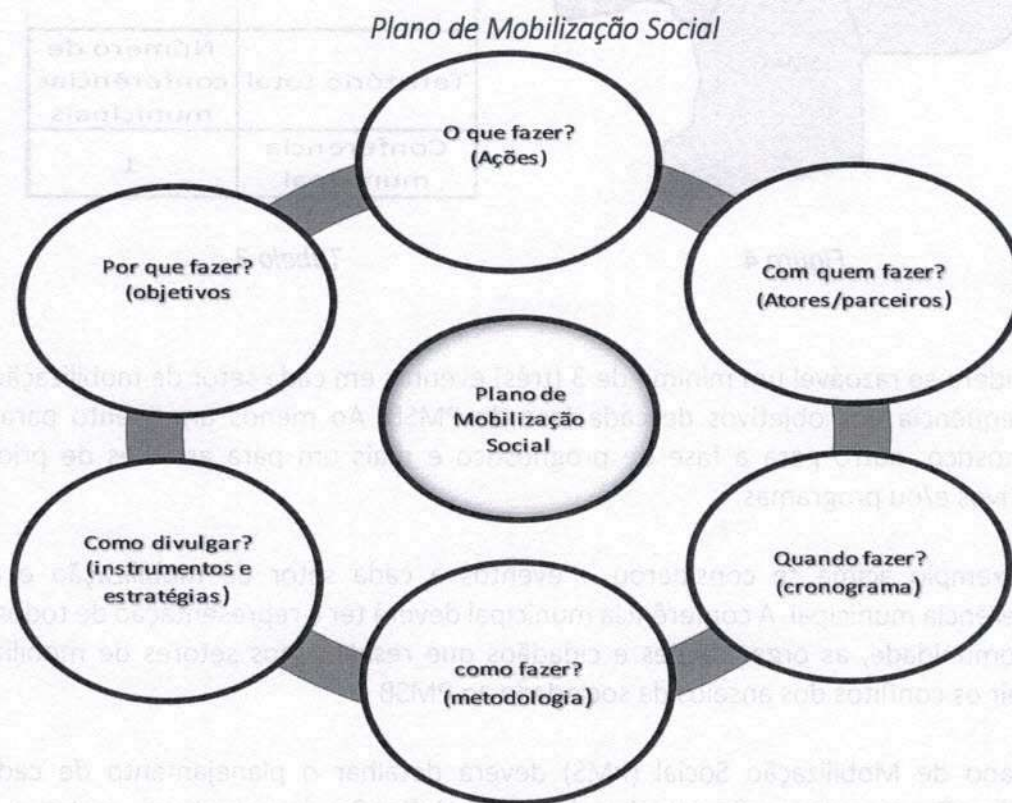 Plano de Mobilização Social
O que fazer?
(Ações)
Com quem fazer?
(Atores/parceiros)
Quando fazer?
(cronograma)
como fazer?
(metodologia)
Como divulgar?
(instrumentos e
estratégias)
Por que fazer?
(objetivos
Plano de
Mobilização
Social